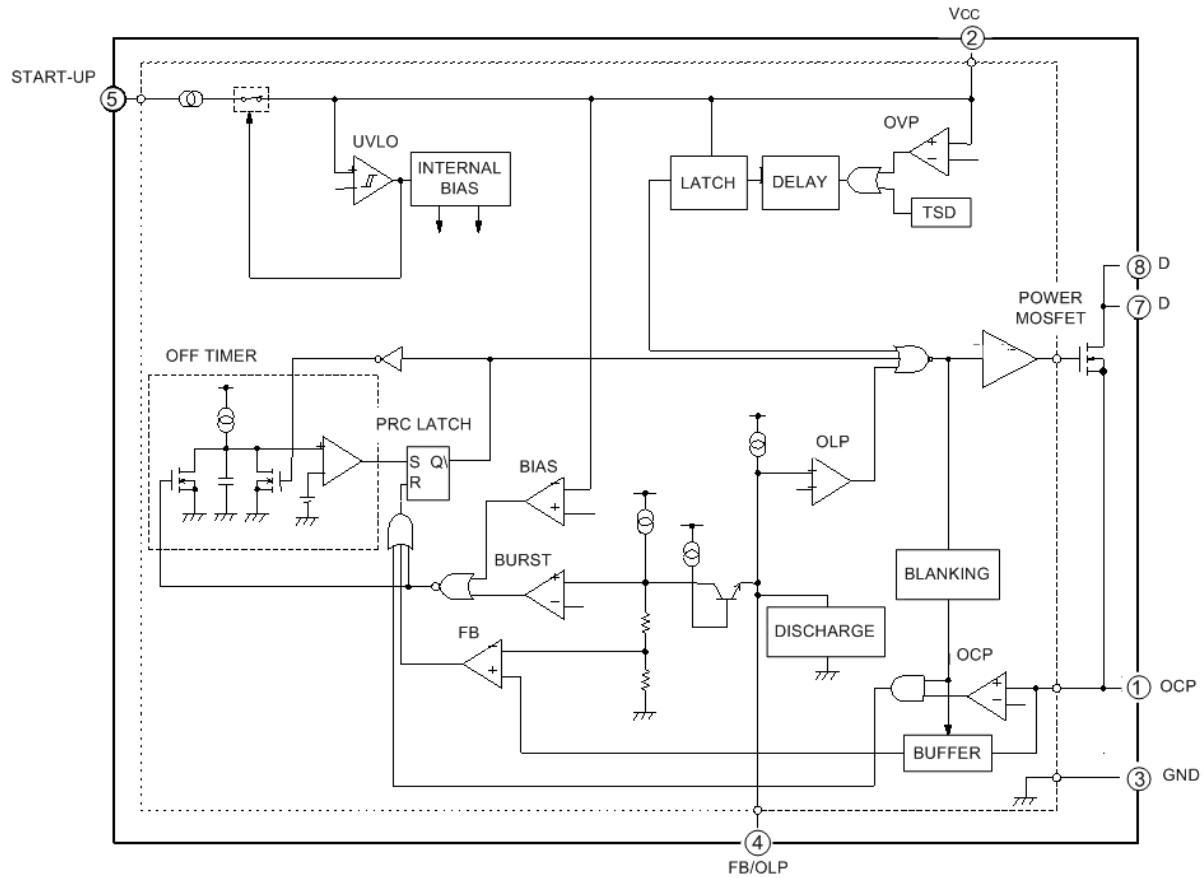 Vcc
2
START-UP
5
OVP
UVLO
INTERNAL
BIAS
LATCH
DELAY
TSD
8 D
7 D
POWER
MOSFET
OFF TIMER
PRC LATCH
S Q\
R
BIAS
OLP
BURST
BLANKING
FB
DISCHARGE
OCP
1 OCP
BUFFER
3 GND
4
FB/OLP